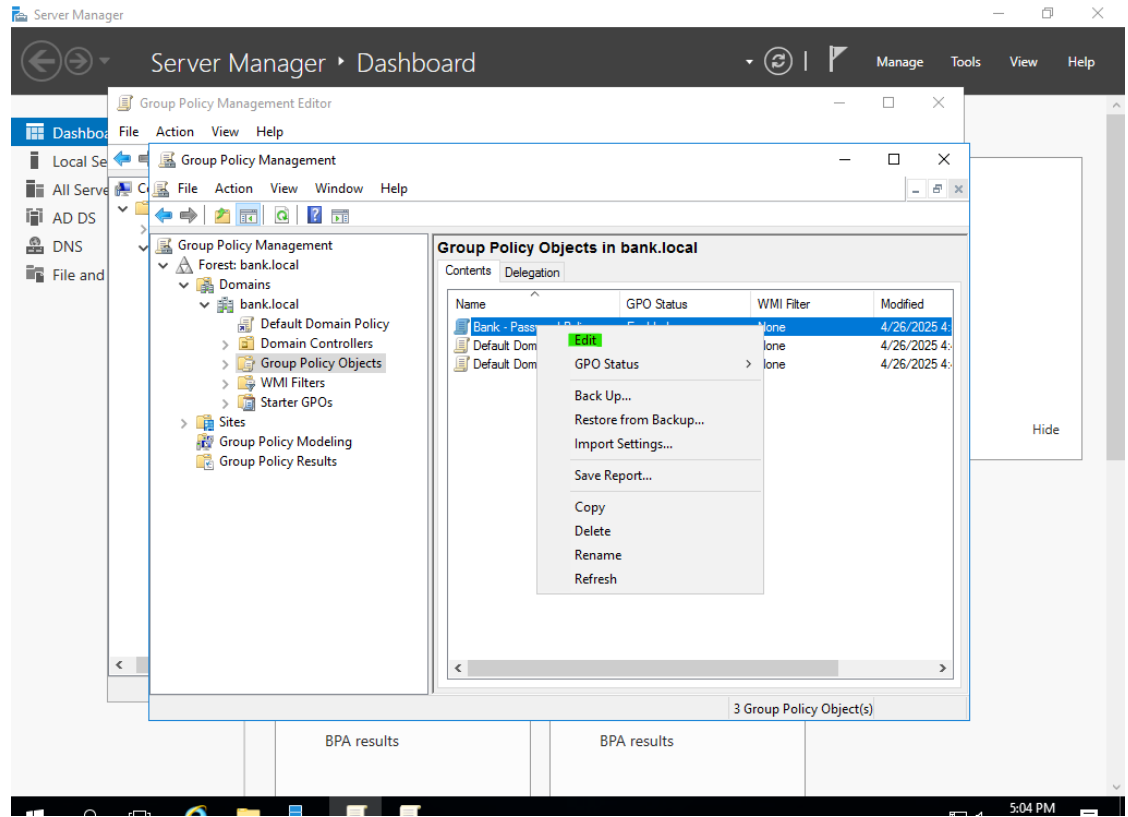 Server Manager
Server Manager • Dashboard
Manage Tools View Help
Group Policy Management Editor
File Action View Help
Dashboa
Local Se
All Serve
AD DS
DNS
File and
Group Policy Management
File Action View Window Help
Group Policy Management
Forest: bank.local
Domains
bank.local
Default Domain Policy
Domain Controllers
Group Policy Objects
WMI Filters
Starter GPOs
Sites
Group Policy Modeling
Group Policy Results
Group Policy Objects in bank.local
Contents Delegation
Name GPO Status WMI Filter Modified
Bank - Pass 4/26/2025 4:
Default Dom 4/26/2025 4:
Default Dom 4/26/2025 4:
Edit
GPO Status
Back Up...
Restore from Backup...
Import Settings...
Save Report...
Copy
Delete
Rename
Refresh
3 Group Policy Object(s)
Hide
BPA results BPA results
5:04 PM